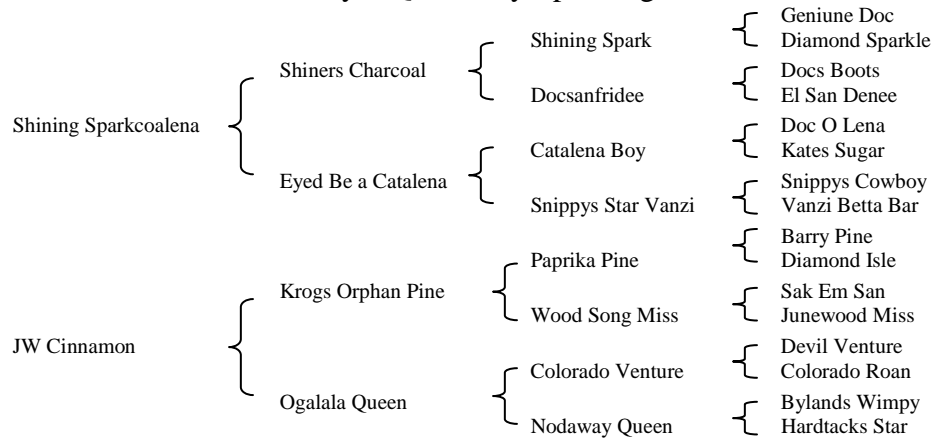 Geniune Doc
Shining Spark
Diamond Sparkle
Shiners Charcoal
Docs Boots
Docsanfridee
El San Denee
Shining Sparkcoalena
Doc O Lena
Catalena Boy
Kates Sugar
Eyed Be a Catalena
Snippys Cowboy
Snippys Star Vanzi
Vanzi Betta Bar
Barry Pine
Paprika Pine
Diamond Isle
Krogs Orphan Pine
Sak Em San
Wood Song Miss
Junewood Miss
JW Cinnamon
Devil Venture
Colorado Venture
Colorado Roan
Ogalala Queen
Bylands Wimpy
Nodaway Queen
Hardtacks Star